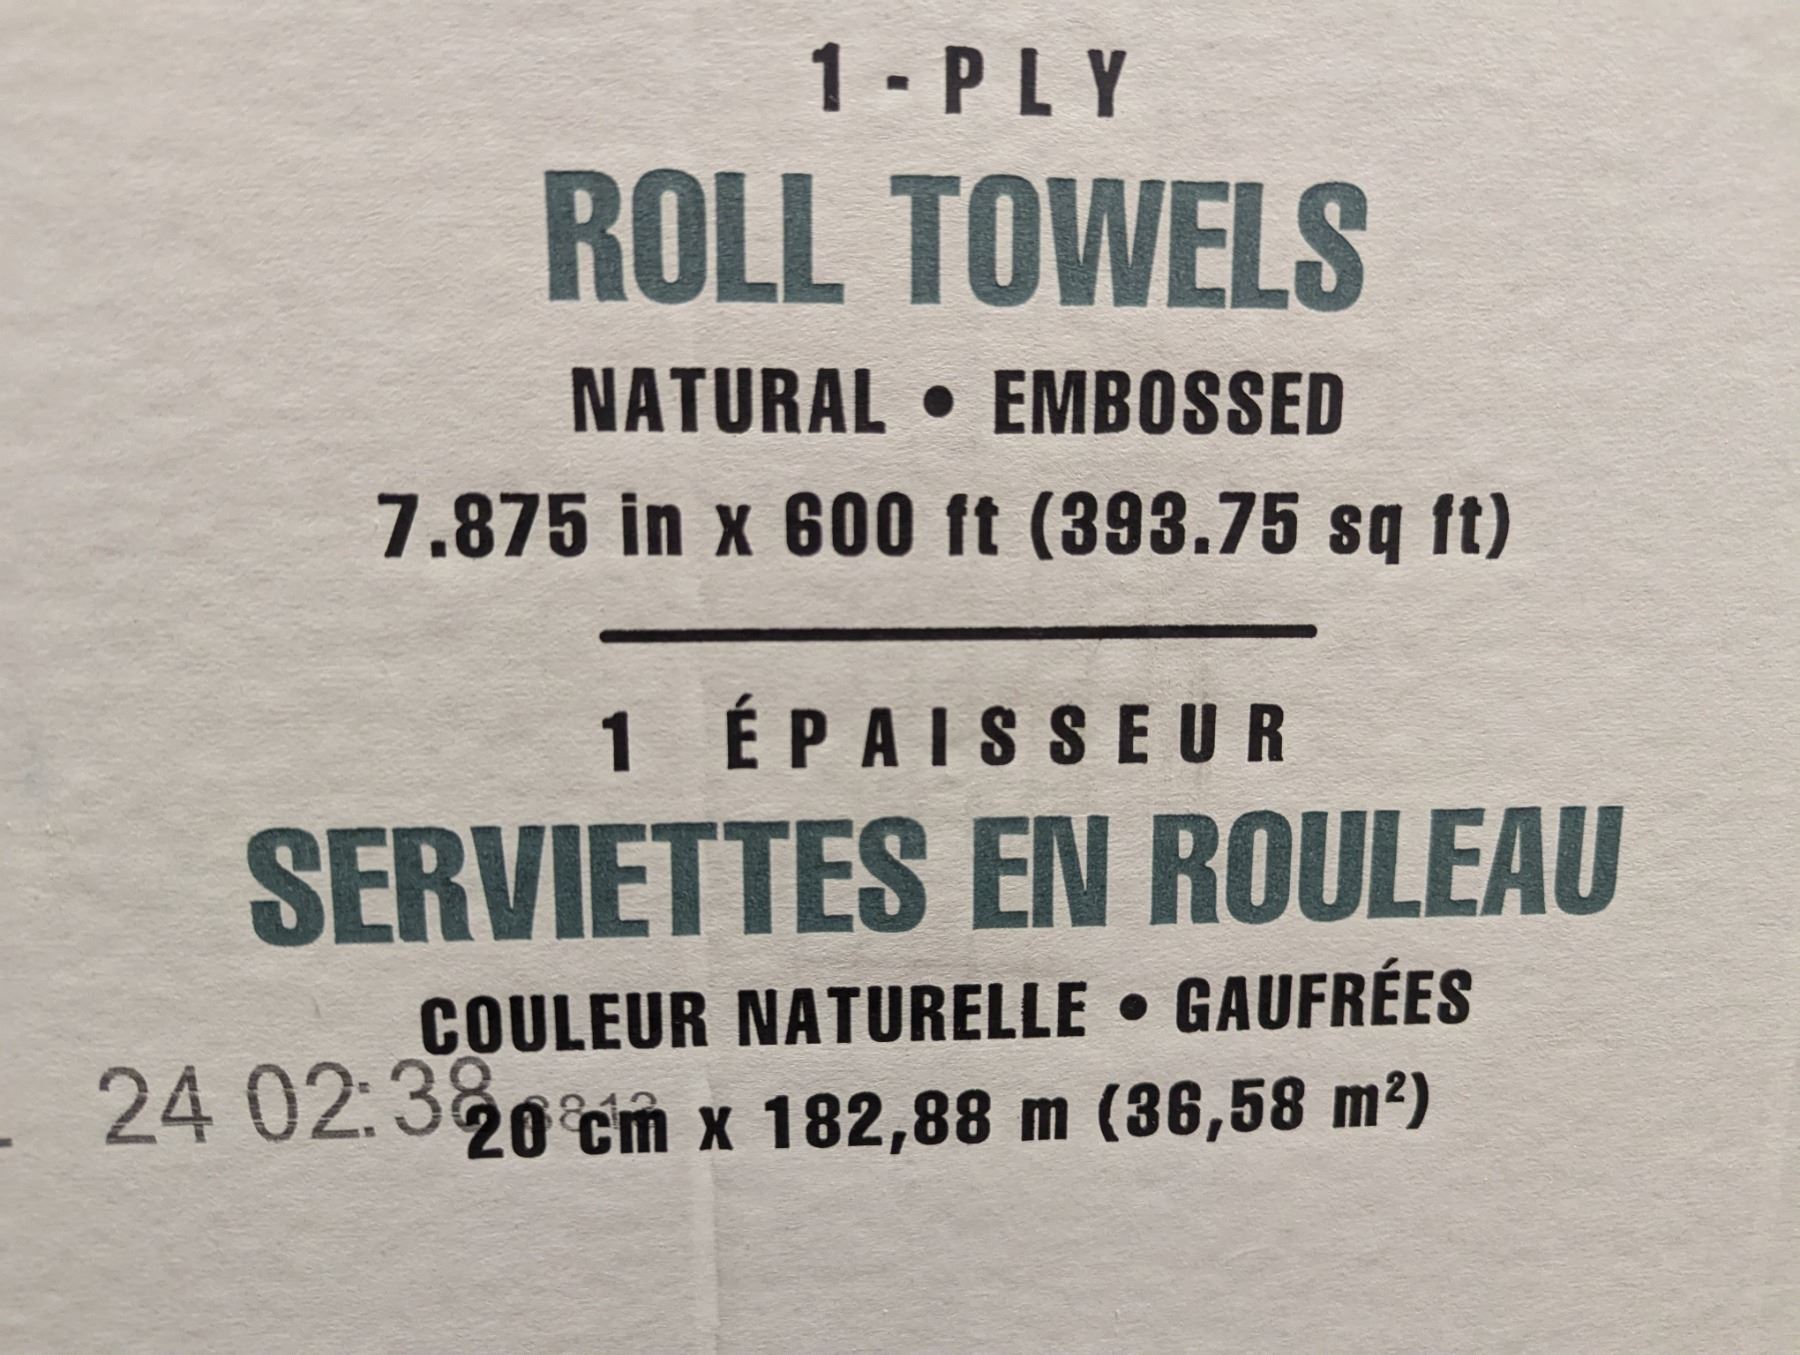 1-PLY
ROLL TOWELS
NATURAL • EMBOSSED
7.875 in x 600 ft (393.75 sq ft)
1 ÉPAISSEUR
SERVIETTES EN ROULEAU
COULEUR NATURELLE • GAUFRÉES
24 02:38
20 cm x 182,88 m (36,58 m²)